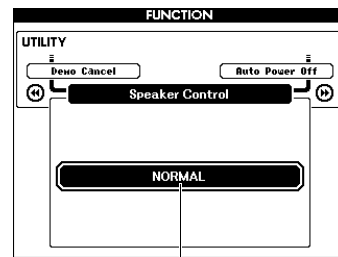 FUNCTION
UTILITY
Demo Cancel
Auto Power Off
Speaker Control
NORMAL